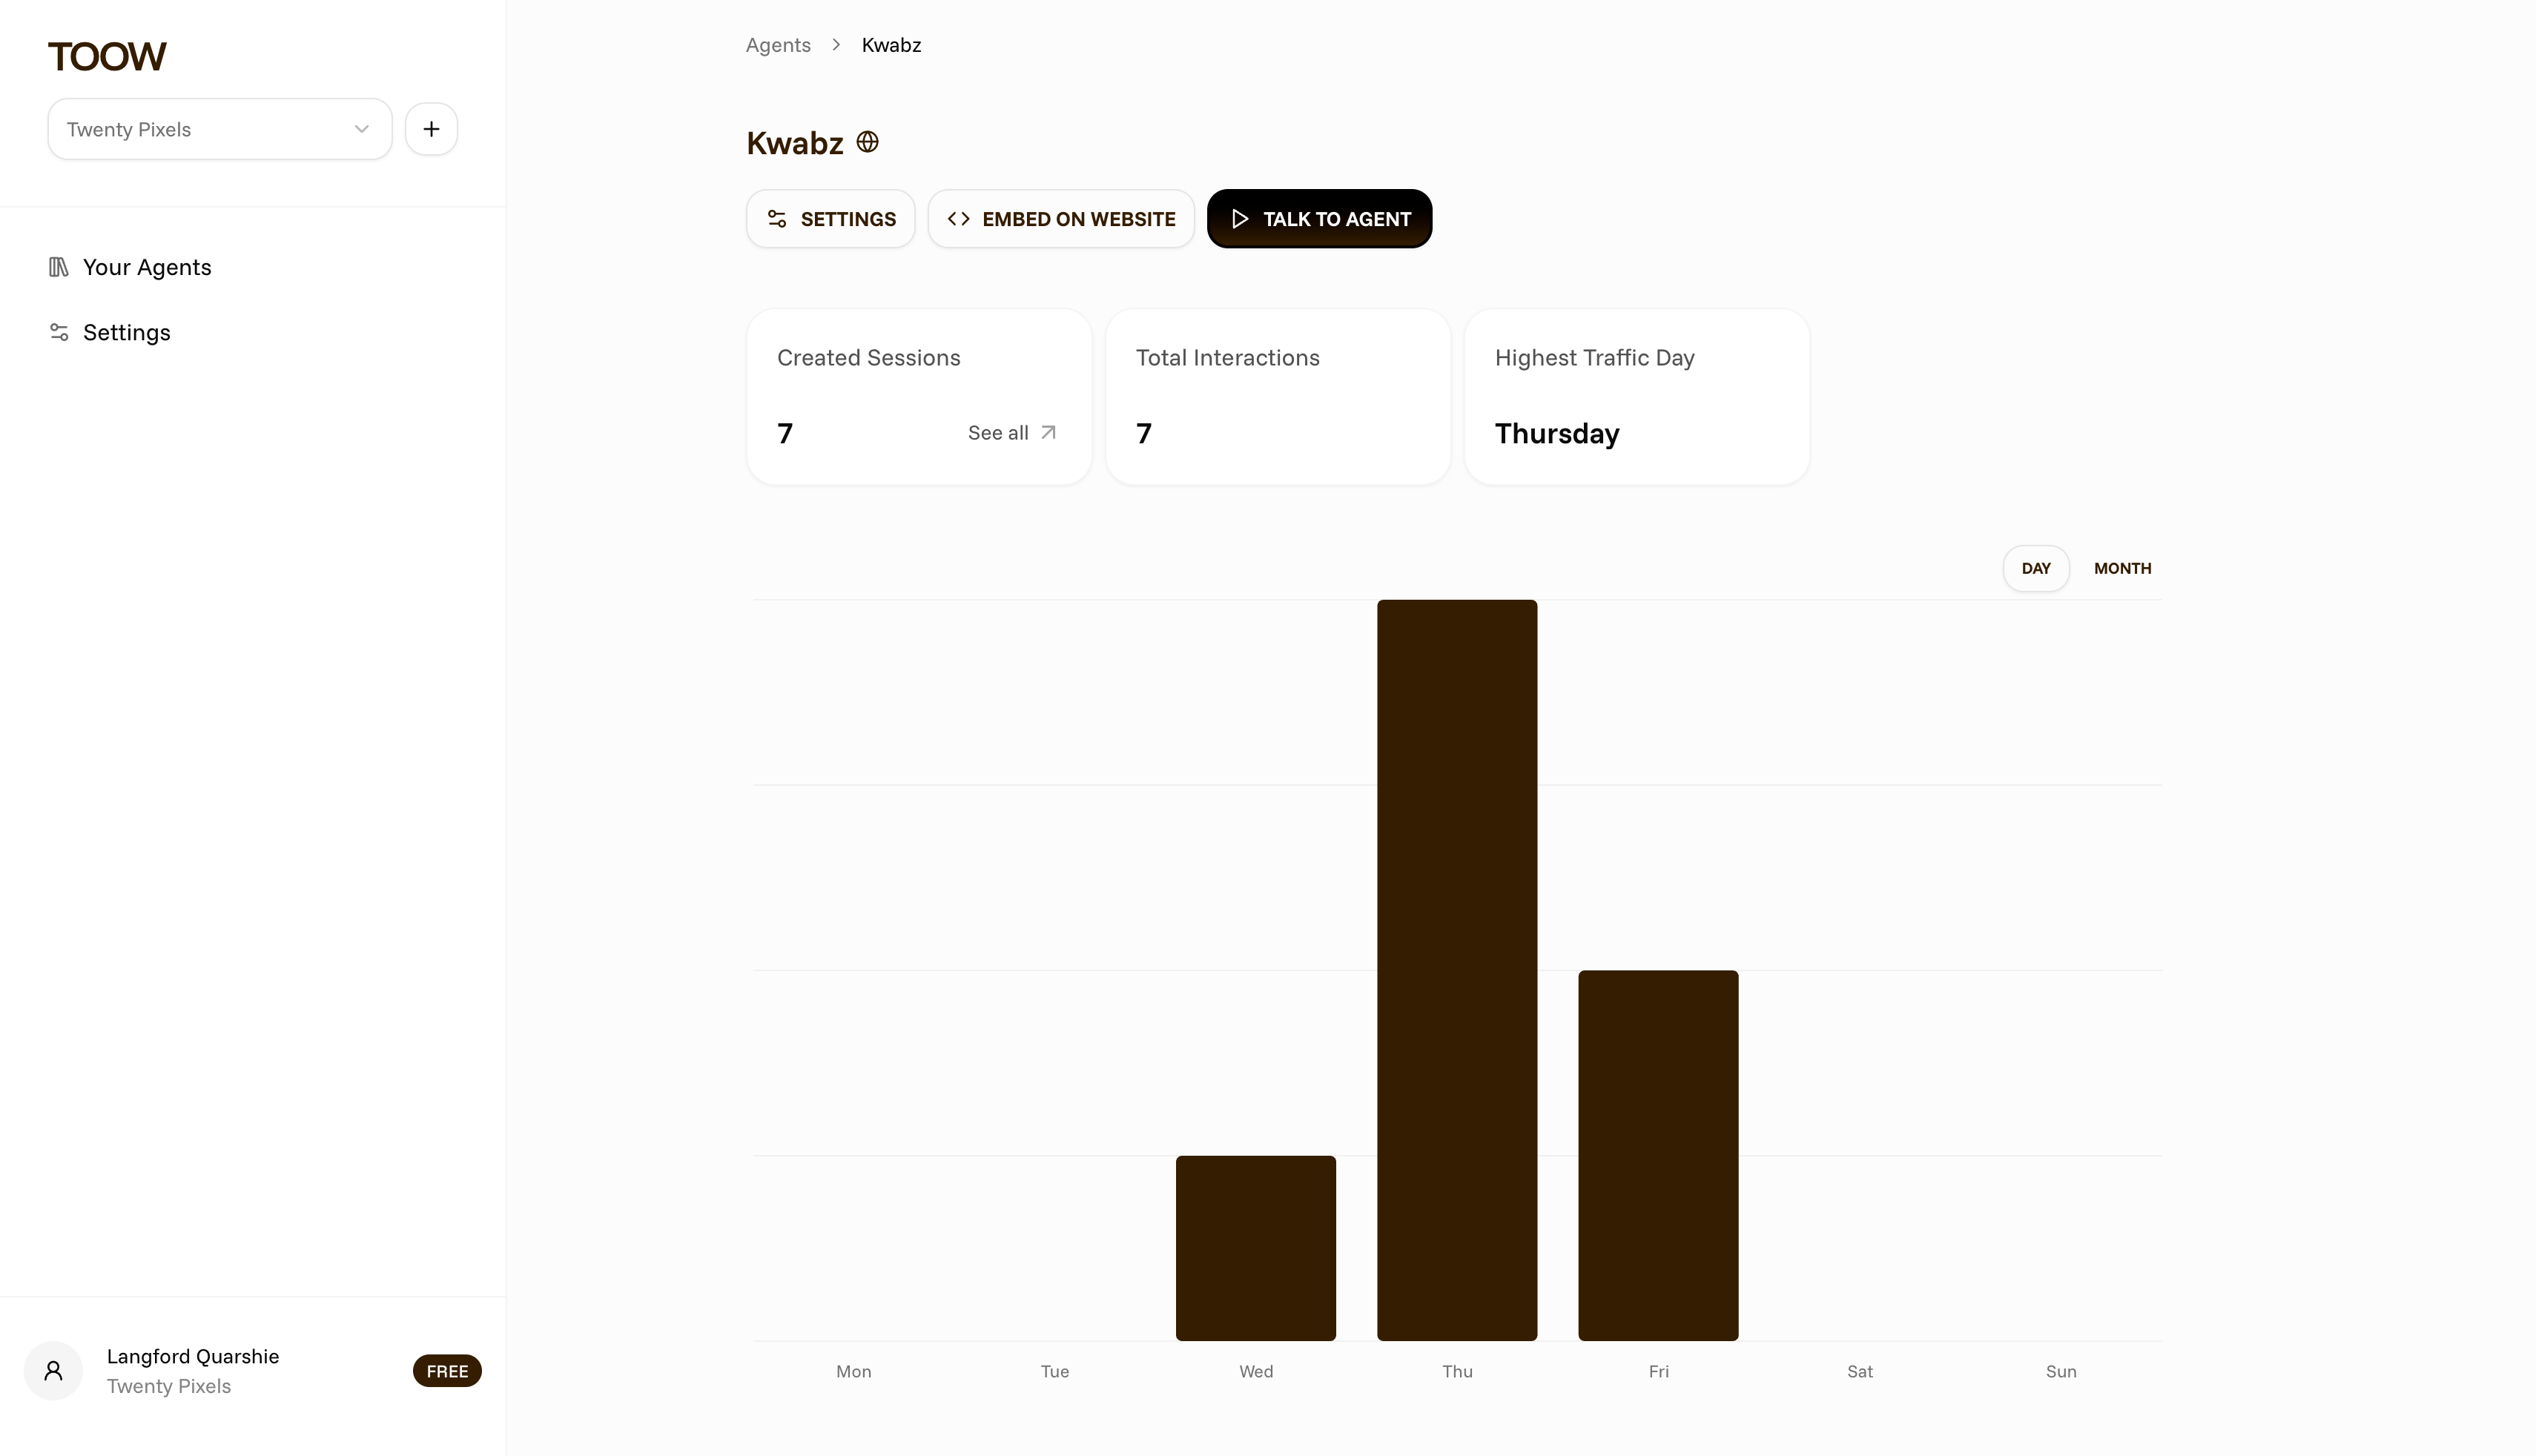 TOOW
Twenty Pixels
Your Agents
Settings
Langford Quarshie
Twenty Pixels
FREE
Agents > Kwabz
Kwabz
SETTINGS
EMBED ON WEBSITE
TALK TO AGENT
Created Sessions
7
See all
Total Interactions
7
Highest Traffic Day
Thursday
DAY
MONTH
Mon Tue Wed Thu Fri Sat Sun